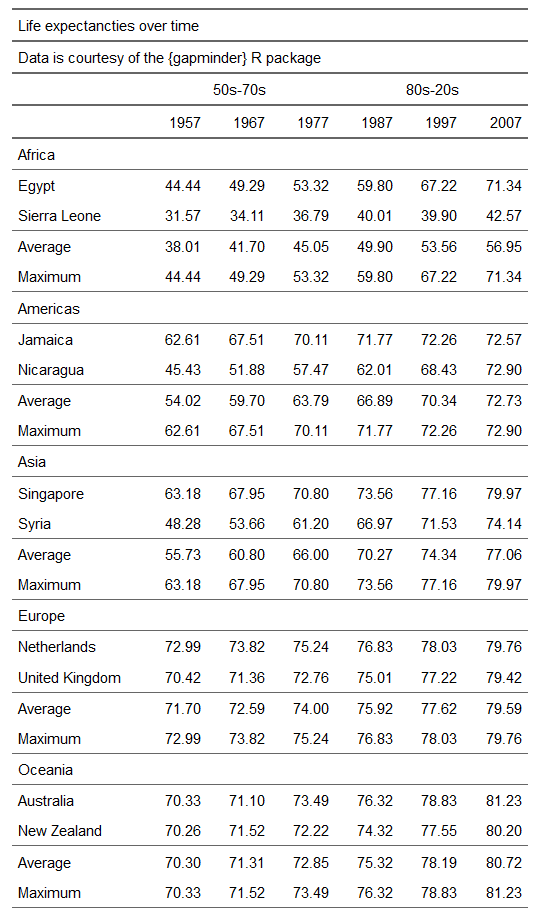 Life expectancies over time
Data is courtesy of the {gapminder} R package
50s-70s 80s-20s
1957 1967 1977 1987 1997 2007
Africa
Egypt 44.44 49.29 53.32 59.80 67.22 71.34
Sierra Leone 31.57 34.11 36.79 40.01 39.90 42.57
Average 38.01 41.70 45.05 49.90 53.56 56.95
Maximum 44.44 49.29 53.32 59.80 67.22 71.34
Americas
Jamaica 62.61 67.51 70.11 71.77 72.26 72.57
Nicaragua 45.43 51.88 57.47 62.01 68.43 72.90
Average 54.02 59.70 63.79 66.89 70.34 72.73
Maximum 62.61 67.51 70.11 71.77 72.26 72.90
Asia
Singapore 63.18 67.95 70.80 73.56 77.16 79.97
Syria 48.28 53.66 61.20 66.97 71.53 74.14
Average 55.73 60.80 66.00 70.27 74.34 77.06
Maximum 63.18 67.95 70.80 73.56 77.16 79.97
Europe
Netherlands 72.99 73.82 75.24 76.83 78.03 79.76
United Kingdom 70.42 71.36 72.76 75.01 77.22 79.42
Average 71.70 72.59 74.00 75.92 77.62 79.59
Maximum 72.99 73.82 75.24 76.83 78.03 79.76
Oceania
Australia 70.33 71.10 73.49 76.32 78.83 81.23
New Zealand 70.26 71.52 72.22 74.32 77.55 80.20
Average 70.30 71.31 72.85 75.32 78.19 80.72
Maximum 70.33 71.52 73.49 76.32 78.83 81.23